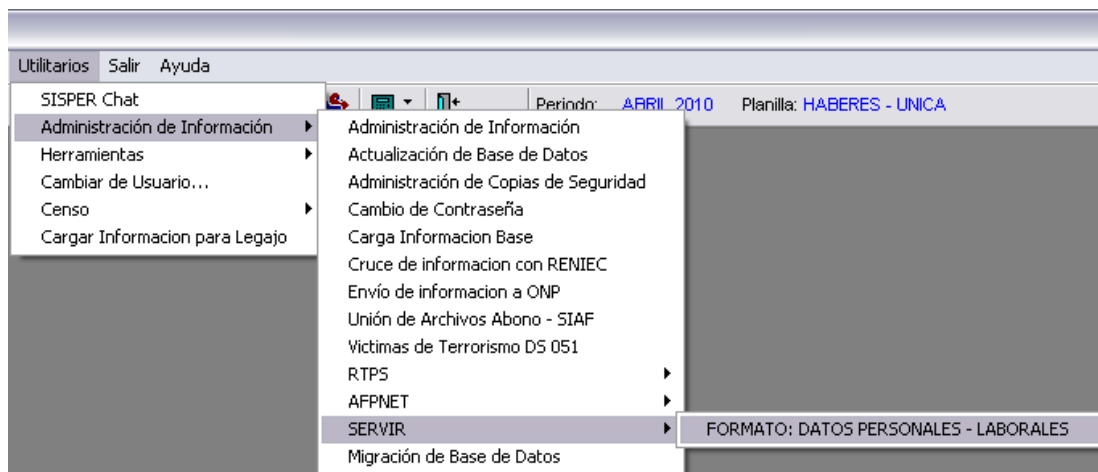 Utilitarios Salir Ayuda
SISPER Chat
Periodo: ABRIL 2010 Planilla: HABERES - UNICA
Administración de Información
Herramientas
Cambiar de Usuario...
Censo
Cargar Informacion para Legajo
Administración de Información
Actualización de Base de Datos
Administración de Copias de Seguridad
Cambio de Contraseña
Carga Informacion Base
Cruce de informacion con RENIEC
Envío de informacion a ONP
Unión de Archivos Abono - SIAF
Victimas de Terrorismo DS 051
RTPS
AFPNET
SERVIR
FORMATO: DATOS PERSONALES - LABORALES
Migración de Base de Datos